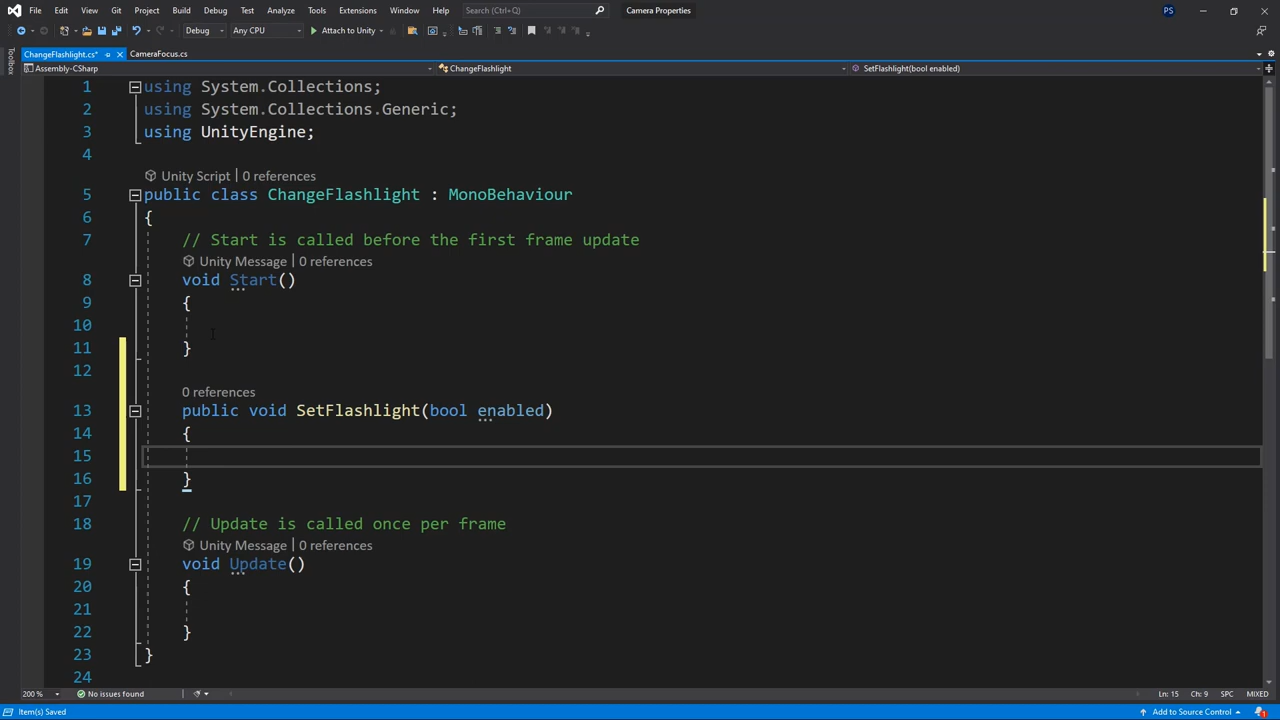 File Edit View Git Project Build Debug Test Analyze Tools Extensions Window Help Search (Ctrl+Q) Camera Properties PS
Debug Any CPU Attach to Unity
Toolbox
ChangeFlashlight.cs* CameraFocus.cs
Assembly-CSharp ChangeFlashlight SetFlashlight(bool enabled)
1 using System.Collections;
2 using System.Collections.Generic;
3 using UnityEngine;
4
Unity Script | 0 references
5 public class ChangeFlashlight : MonoBehaviour
6 {
7 // Start is called before the first frame update
Unity Message | 0 references
8 void Start()
9 {
10
11 }
12
0 references
13 public void SetFlashlight(bool enabled)
14 {
15
16 }
17
18 // Update is called once per frame
Unity Message | 0 references
19 void Update()
20 {
21
22 }
23 }
24
200 % No issues found Ln: 15 Ch: 9 SPC MIXED
Item(s) Saved Add to Source Control 1